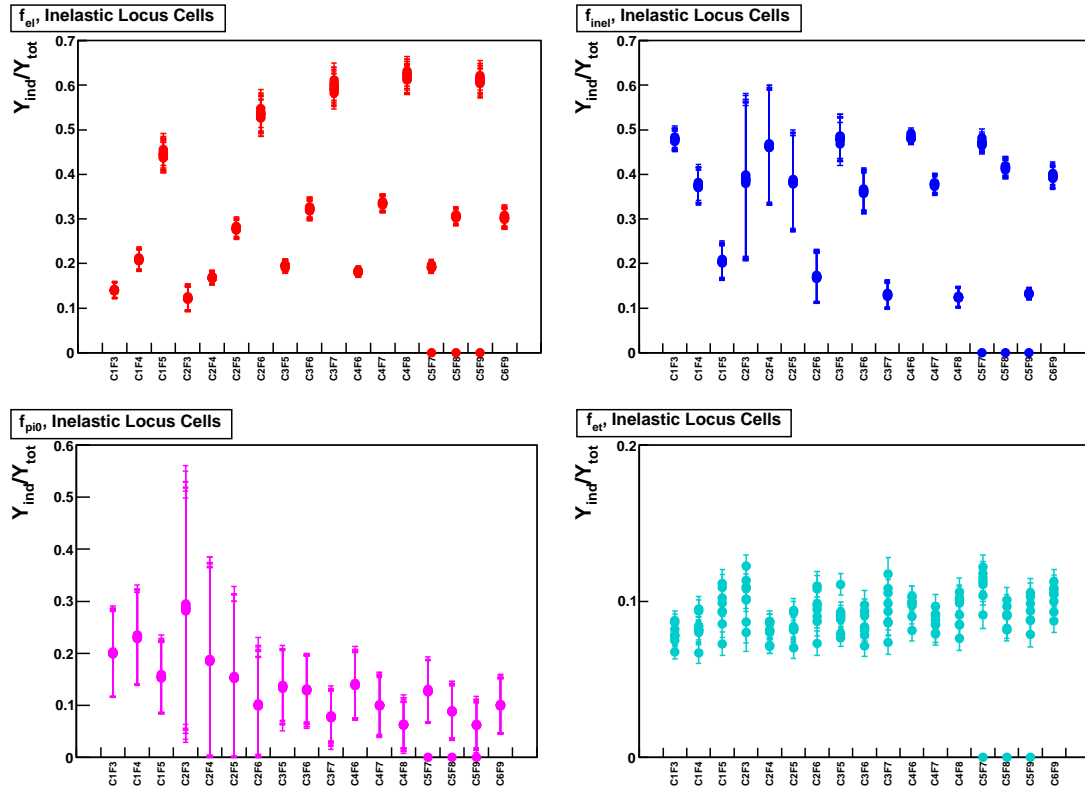 f_el, Inelastic Locus Cells
Y_ind/Y_tot
0.7
0.6
0.5
0.4
0.3
0.2
0.1
0
C1F3 C1F4 C1F5 C2F3 C2F4 C2F5 C2F6 C3F5 C3F6 C3F7 C4F6 C4F7 C4F8 C5F7 C5F8 C5F9 C6F9
f_inel, Inelastic Locus Cells
Y_ind/Y_tot
0.7
0.6
0.5
0.4
0.3
0.2
0.1
0
C1F3 C1F4 C1F5 C2F3 C2F4 C2F5 C2F6 C3F5 C3F6 C3F7 C4F6 C4F7 C4F8 C5F7 C5F8 C5F9 C6F9
f_pi0, Inelastic Locus Cells
Y_ind/Y_tot
0.6
0.5
0.4
0.3
0.2
0.1
0
C1F3 C1F4 C1F5 C2F3 C2F4 C2F5 C2F6 C3F5 C3F6 C3F7 C4F6 C4F7 C4F8 C5F7 C5F8 C5F9 C6F9
f_et, Inelastic Locus Cells
Y_ind/Y_tot
0.2
0.1
0
C1F3 C1F4 C1F5 C2F3 C2F4 C2F5 C2F6 C3F5 C3F6 C3F7 C4F6 C4F7 C4F8 C5F7 C5F8 C5F9 C6F9